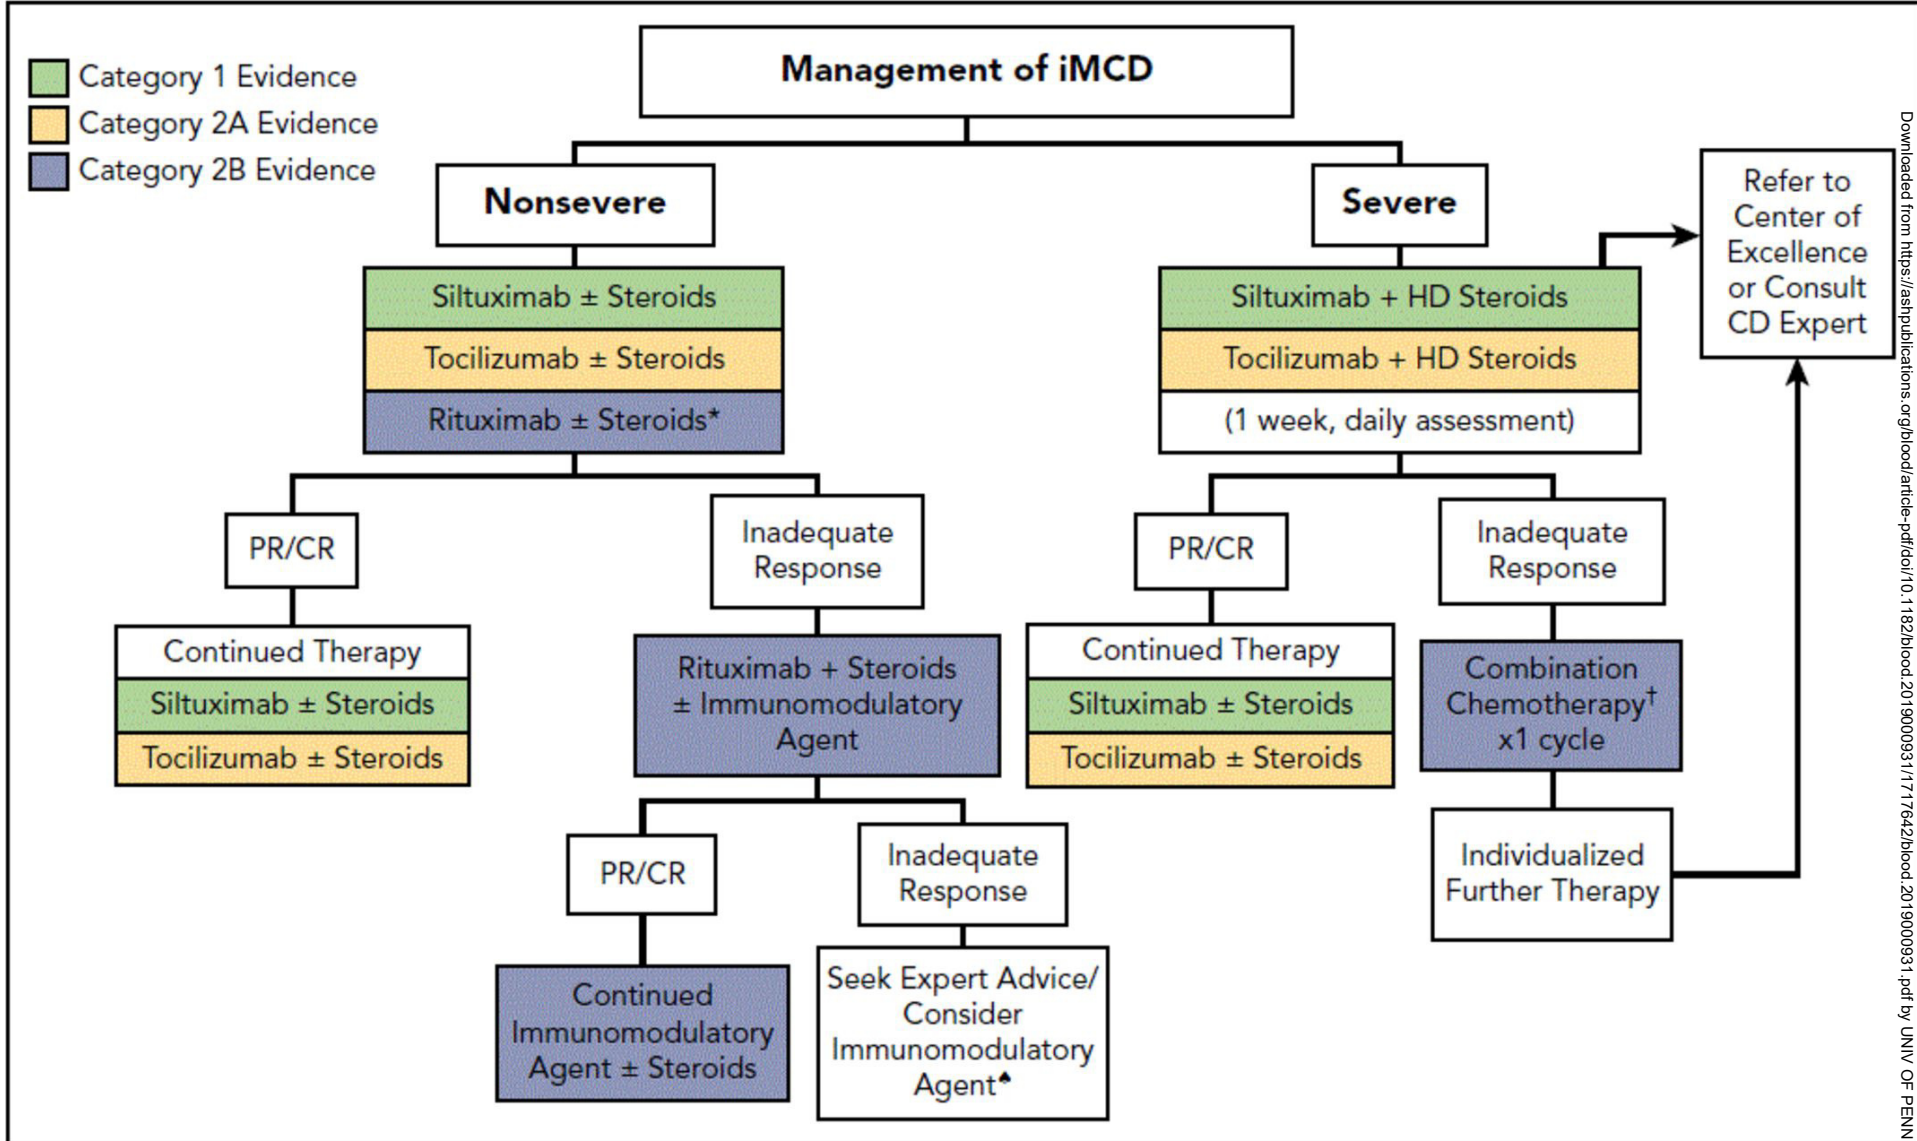 Management of iMCD
Category 1 Evidence
Category 2A Evidence
Category 2B Evidence
Nonsevere
Siltuximab ± Steroids
Tocilizumab ± Steroids
Rituximab ± Steroids*
PR/CR
Continued Therapy
Siltuximab ± Steroids
Tocilizumab ± Steroids
Inadequate
Response
Rituximab + Steroids
± Immunomodulatory
Agent
PR/CR
Continued
Immunomodulatory
Agent ± Steroids
Inadequate
Response
Seek Expert Advice/
Consider
Immunomodulatory
Agent♠
Severe
Siltuximab + HD Steroids
Tocilizumab + HD Steroids
(1 week, daily assessment)
PR/CR
Continued Therapy
Siltuximab ± Steroids
Tocilizumab ± Steroids
Inadequate
Response
Combination
Chemotherapy†
x1 cycle
Individualized
Further Therapy
Refer to
Center of
Excellence
or Consult
CD Expert
Downloaded from https://ashpublications.org/blood/article-pdf/doi/10.1182/blood.2019000931/1717642/blood.2019000931.pdf by UNIV OF PENN